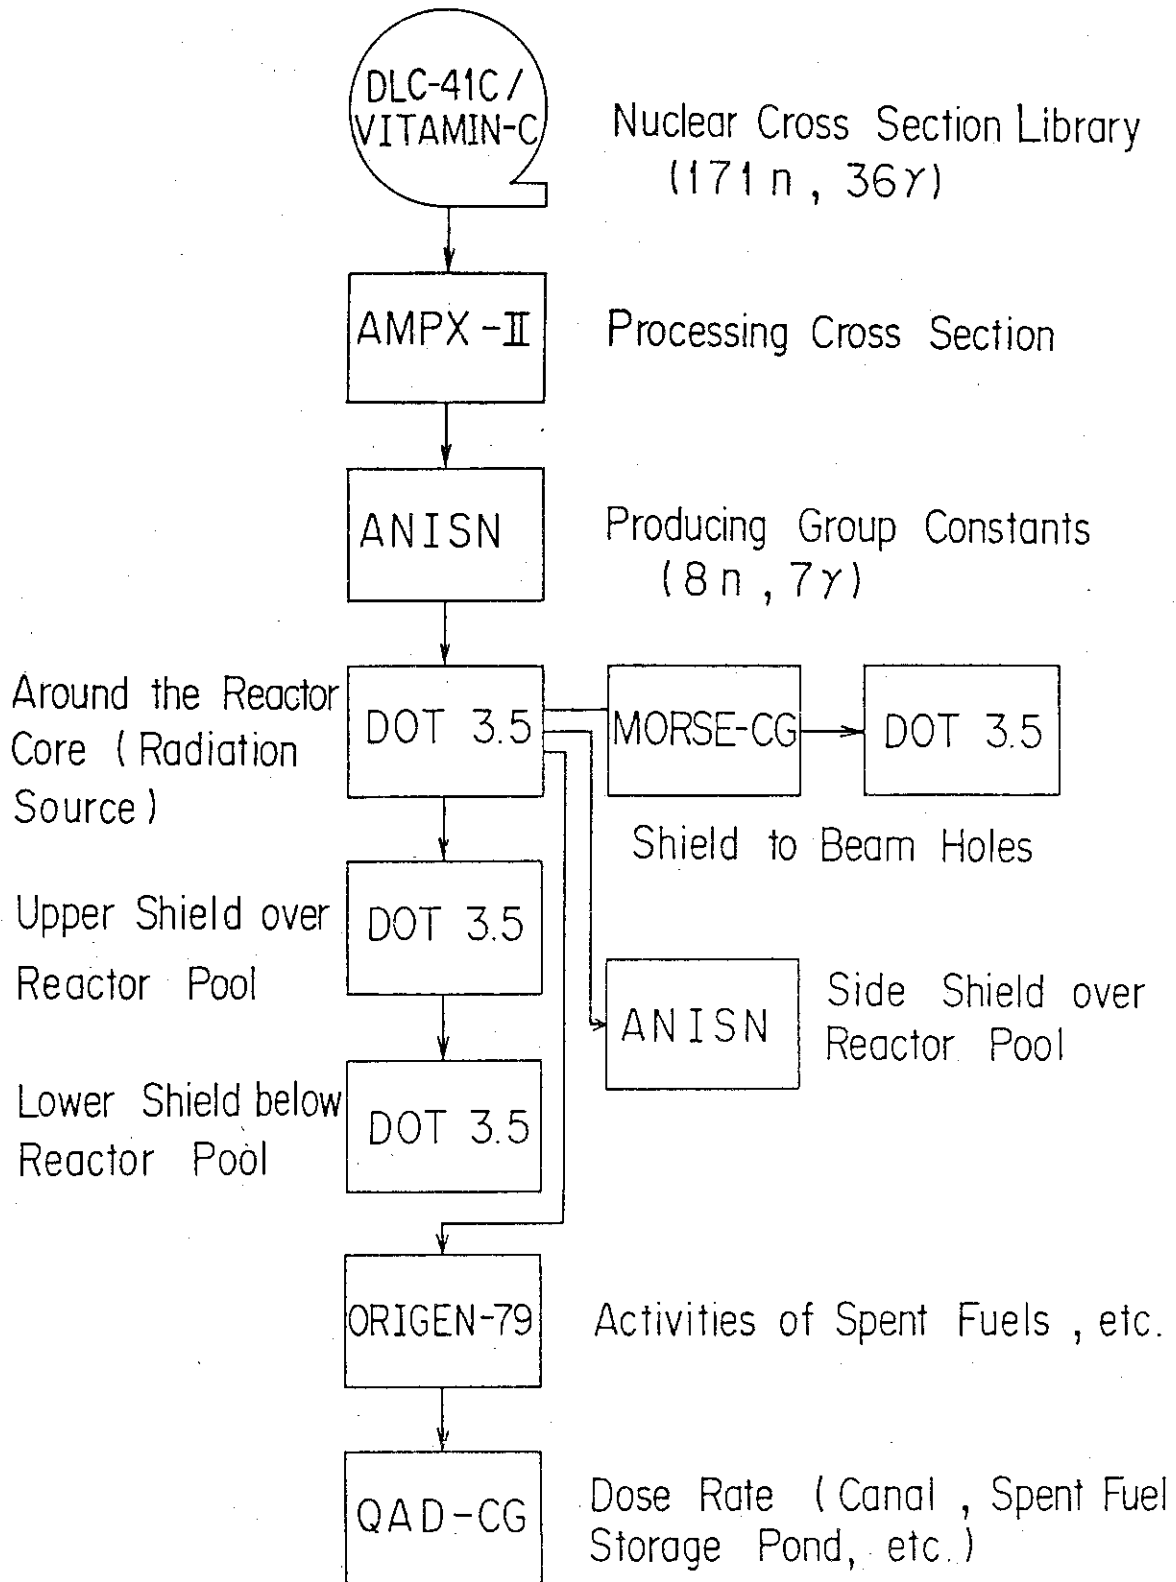 DLC-41C /
VITAMIN-C
Nuclear Cross Section Library
(171 n , 36γ)
AMPX-II
Processing Cross Section
ANISN
Producing Group Constants
(8 n , 7γ)
Around the Reactor
Core (Radiation
Source)
DOT 3.5
MORSE-CG
DOT 3.5
Shield to Beam Holes
Upper Shield over
Reactor Pool
DOT 3.5
ANISN
Side Shield over
Reactor Pool
Lower Shield below
Reactor Pool
DOT 3.5
ORIGEN-79
Activities of Spent Fuels , etc.
QAD-CG
Dose Rate (Canal , Spent Fuel
Storage Pond, etc.)